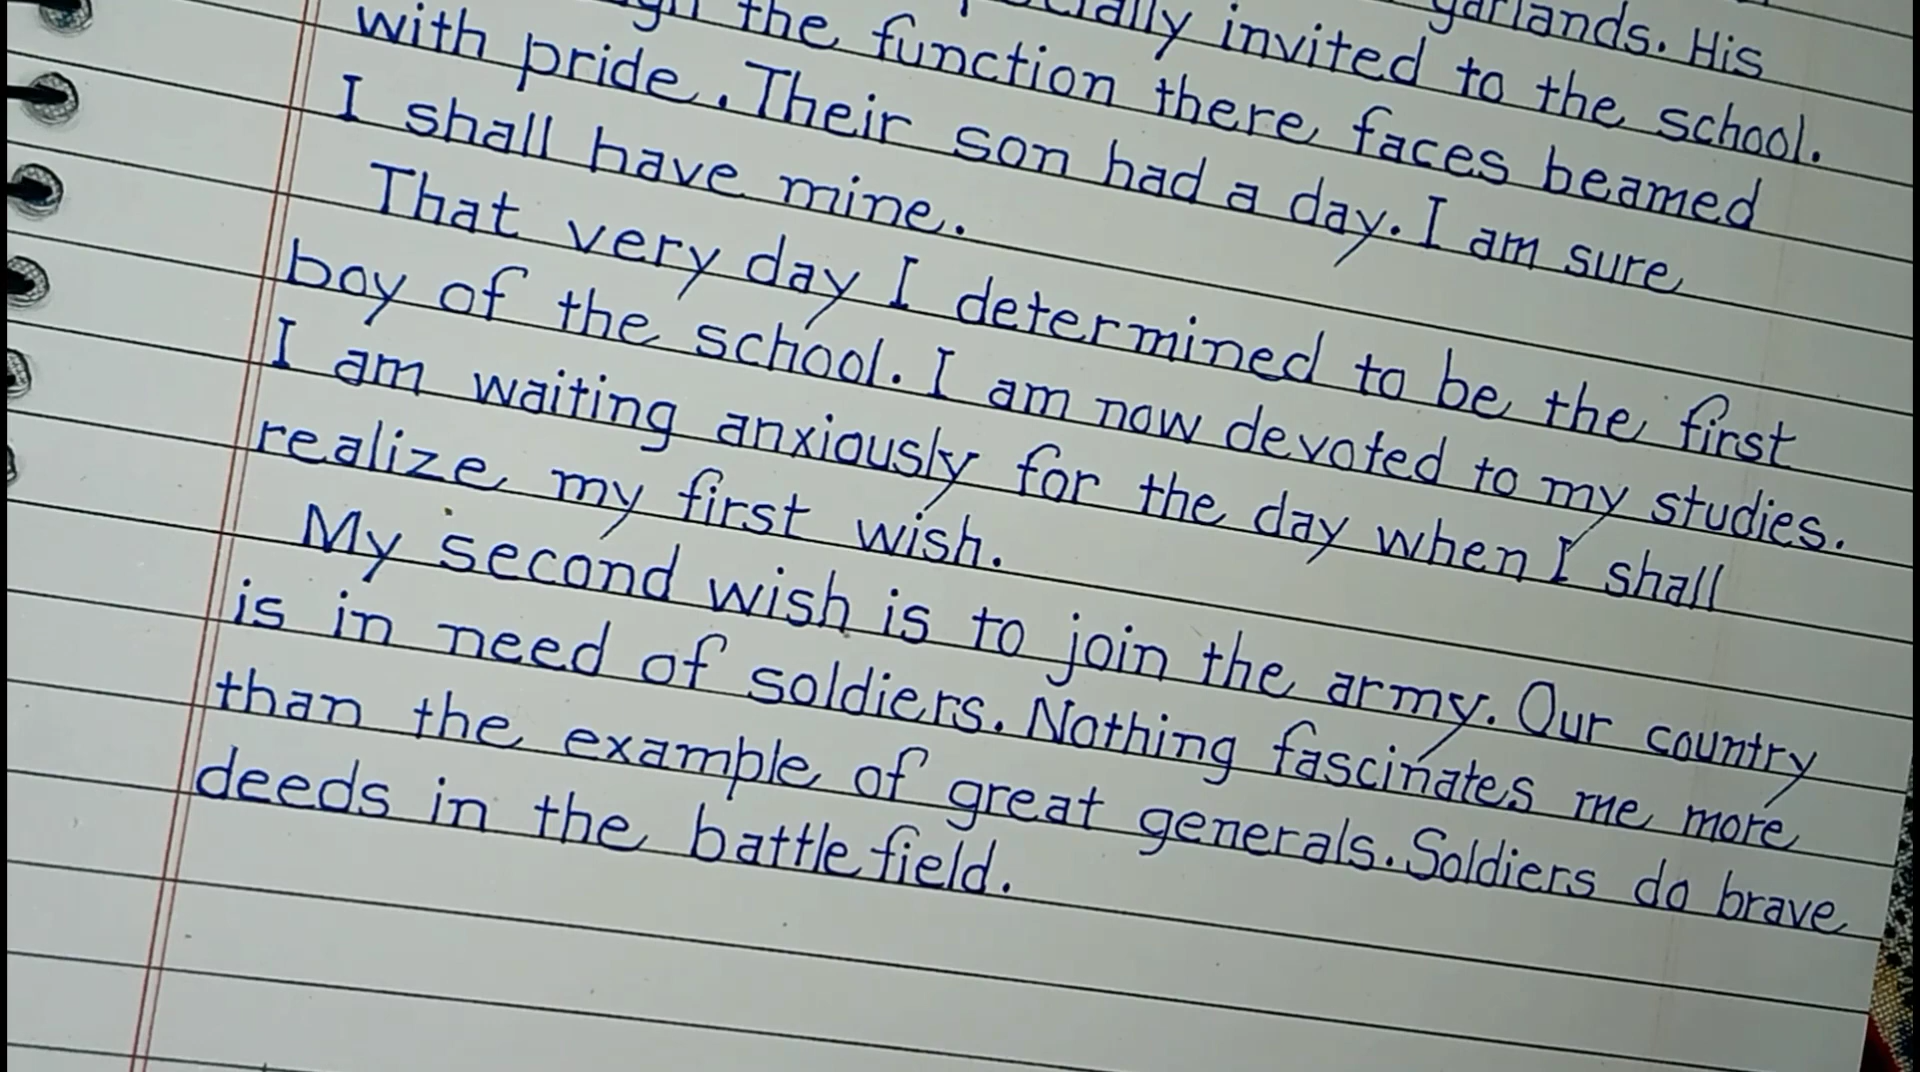 garlands. His
invited to the school.
the function there faces beamed
with pride. Their son had a day. I am sure
I shall have mine.
That very day I determined to be the first
boy of the school. I am now devoted to my studies.
I am waiting anxiously for the day when I shall
realize my first wish.
My second wish is to join the army. Our country
is in need of soldiers. Nothing fascinates me more
than the example of great generals. Soldiers do brave
deeds in the battle field.